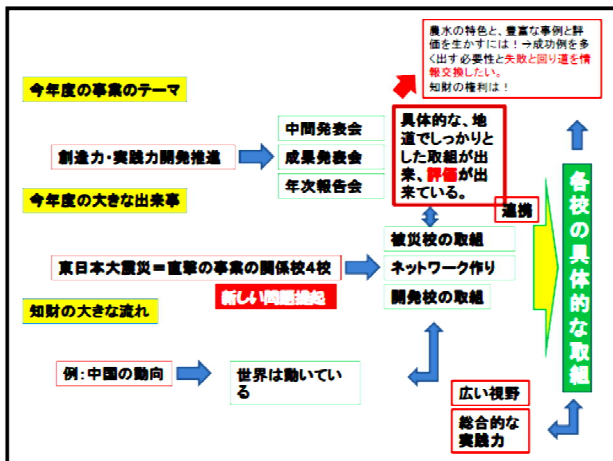 農水の特色と、豊富な事例と評
価を生かすには！→成功例を多
く出す必要性と失敗と回り道を情
報交換したい。
知財の権利は！
今年度の事業のテーマ
創造力・実践力開発推進
中間発表会
成果発表会
年次報告会
具体的な、地
道でしっかりと
した取組が出
来、評価が出
来ている。
連携
今年度の大きな出来事
東日本大震災＝直撃の事業の関係校4校
新しい問題提起
被災校の取組
ネットワーク作り
開発校の取組
各校の具体的な取組
知財の大きな流れ
例：中国の動向
世界は動いてい
る
広い視野
総合的な
実践力